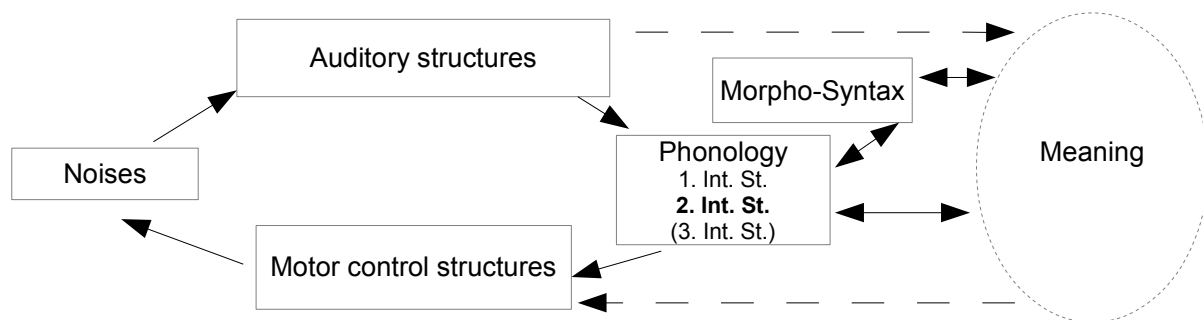 Auditory structures
Morpho-Syntax
Phonology
1. Int. St.
2. Int. St.
(3. Int. St.)
Meaning
Noises
Motor control structures